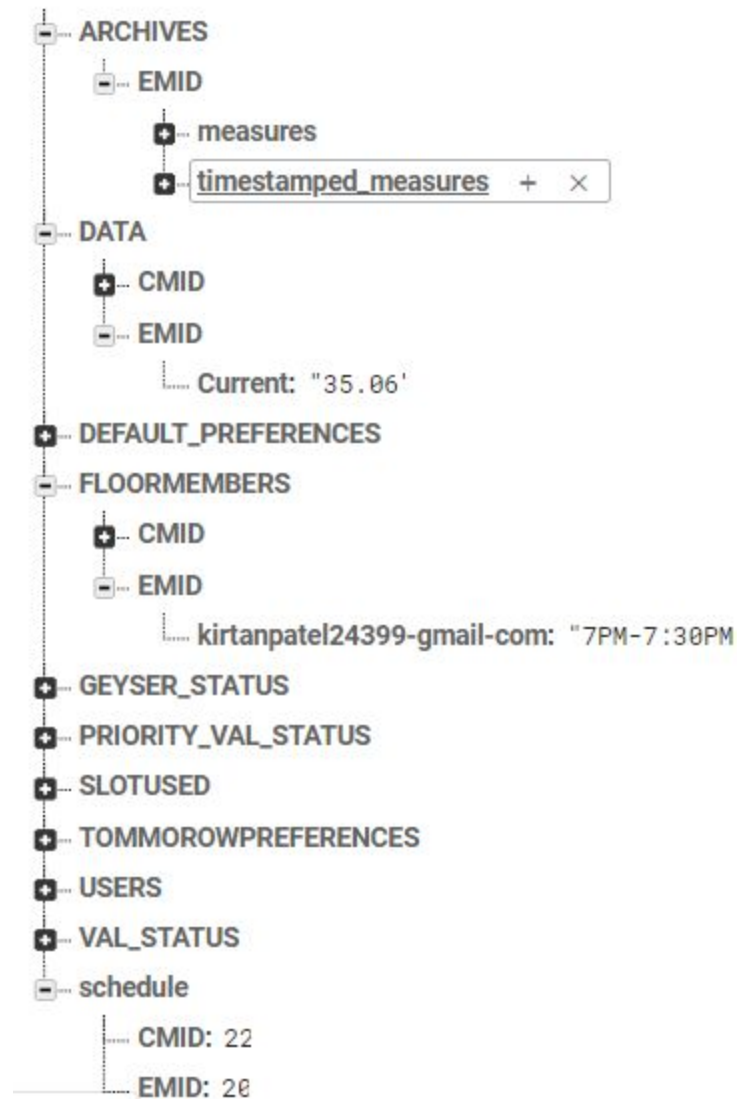 ARCHIVES
EMID
measures
timestamped_measures + ×
DATA
CMID
EMID
Current: "35.06'
DEFAULT_PREFERENCES
FLOORMEMBERS
CMID
EMID
kirtanpatel24399-gmail-com: "7PM-7:30PM
GEYSER_STATUS
PRIORITY_VAL_STATUS
SLOTUSED
TOMMOROWPREFERENCES
USERS
VAL_STATUS
schedule
CMID: 22
EMID: 20